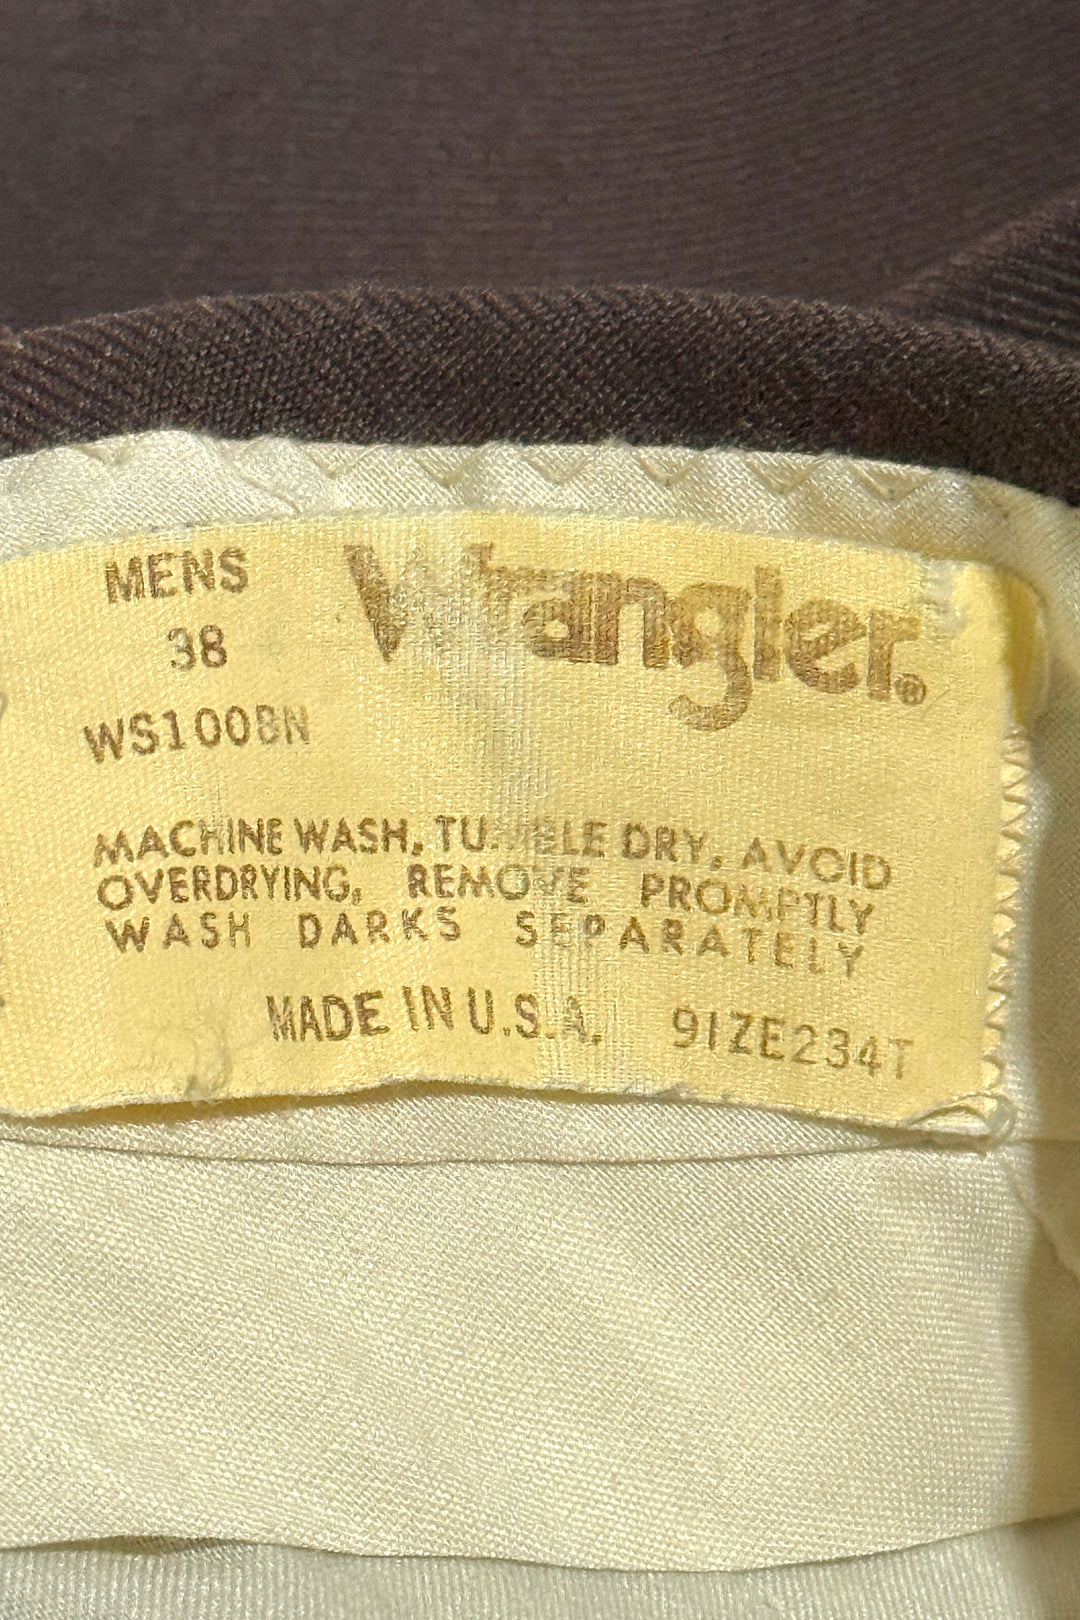 MENS
Wrangler®
38
WS100BN
MACHINE WASH, TUMBLE DRY, AVOID
OVERDRYING, REMOVE PROMPTLY
WASH DARKS SEPARATELY
MADE IN U.S.A. 91ZE234T